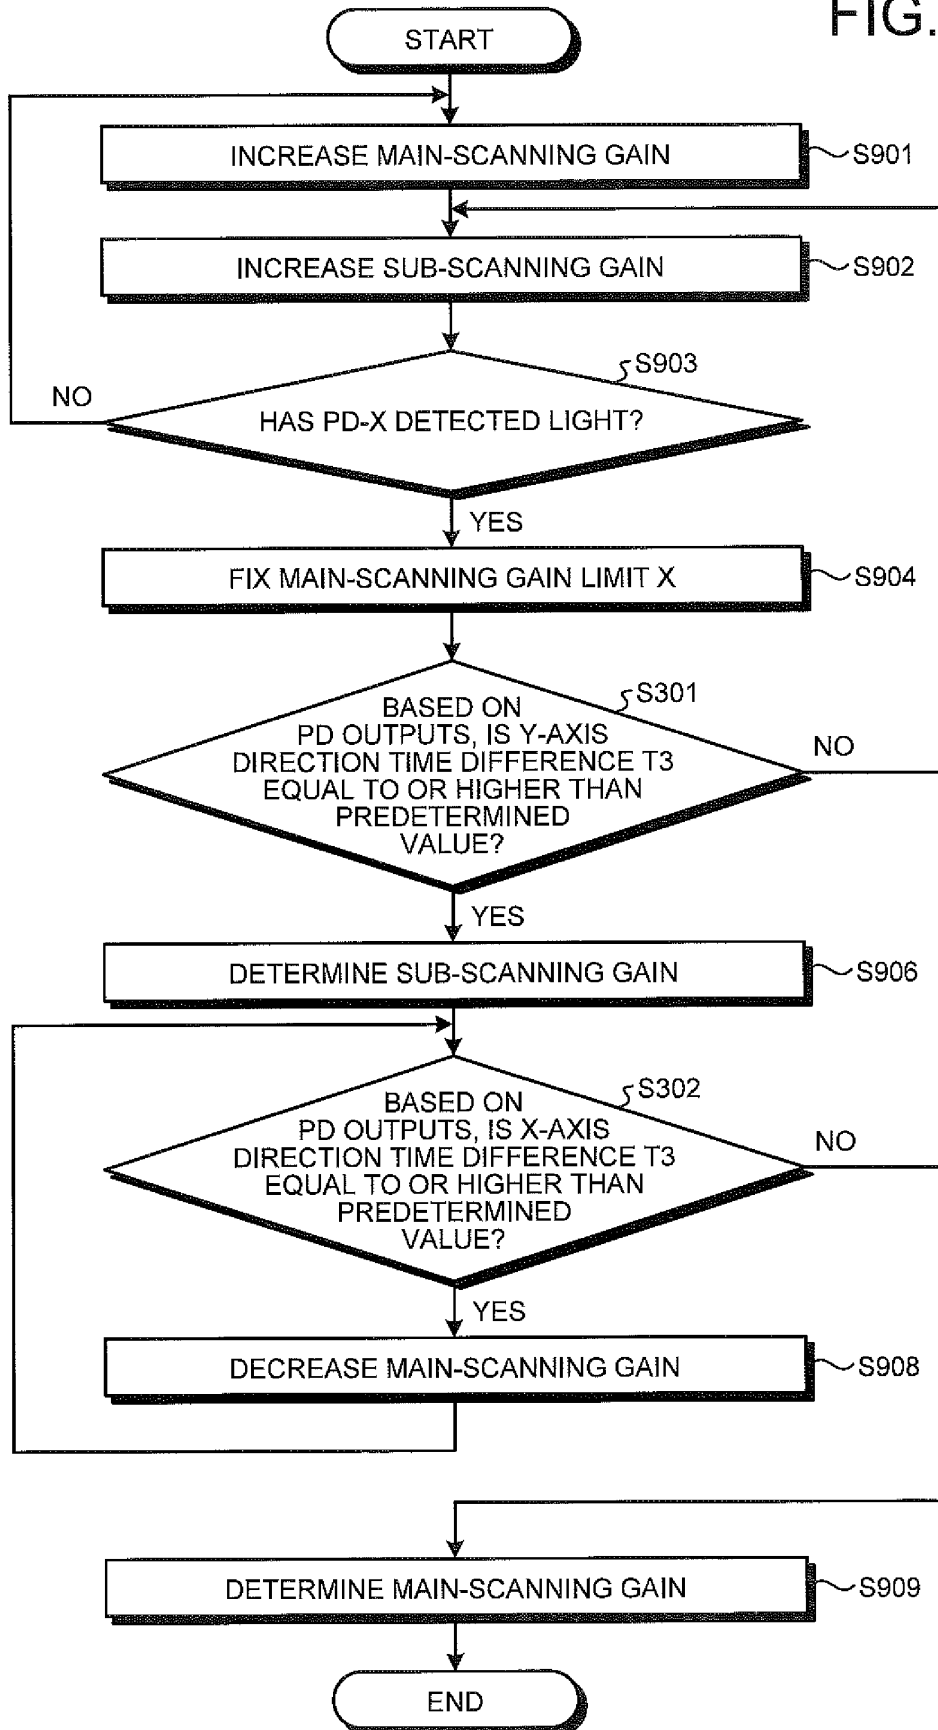 FIG.
START
INCREASE MAIN-SCANNING GAIN
S901
INCREASE SUB-SCANNING GAIN
S902
S903
NO
HAS PD-X DETECTED LIGHT?
YES
FIX MAIN-SCANNING GAIN LIMIT X
S904
S301
BASED ON
PD OUTPUTS, IS Y-AXIS
DIRECTION TIME DIFFERENCE T3
EQUAL TO OR HIGHER THAN
PREDETERMINED
VALUE?
NO
YES
DETERMINE SUB-SCANNING GAIN
S906
S302
BASED ON
PD OUTPUTS, IS X-AXIS
DIRECTION TIME DIFFERENCE T3
EQUAL TO OR HIGHER THAN
PREDETERMINED
VALUE?
NO
YES
DECREASE MAIN-SCANNING GAIN
S908
DETERMINE MAIN-SCANNING GAIN
S909
END